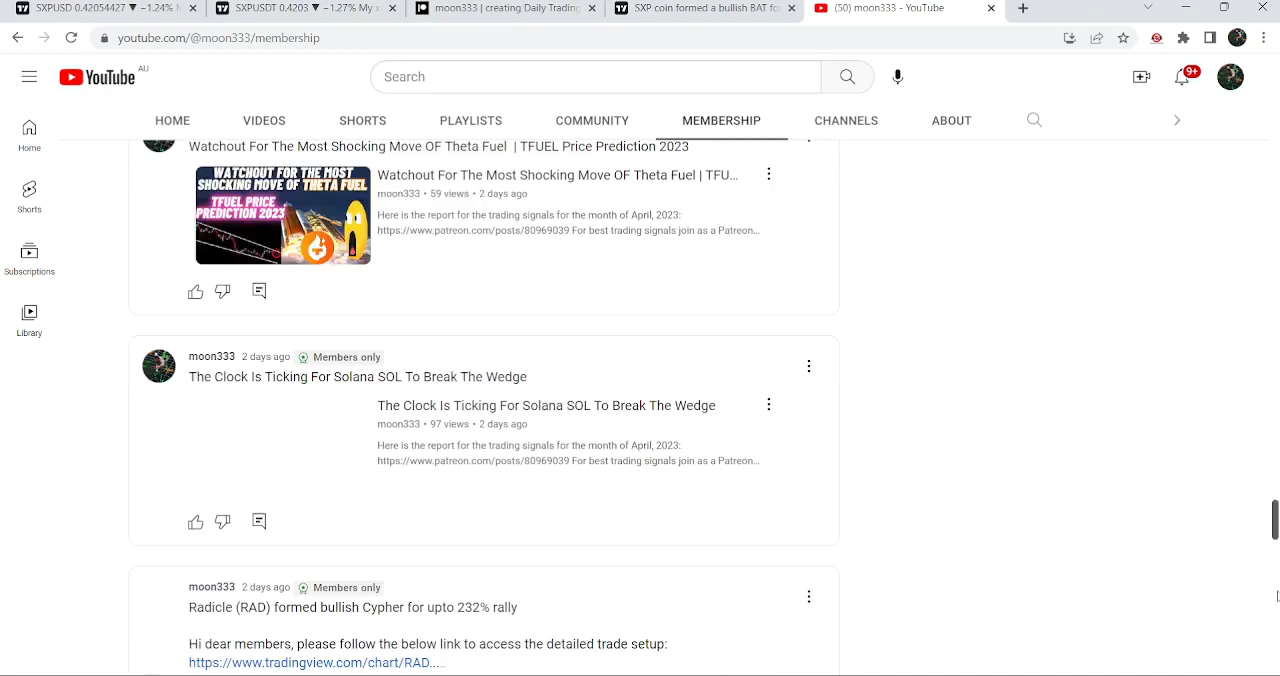 SXPUSD 0.42054427 ▼ −1.24%
SXPUSDT 0.4203 ▼ −1.27% My
moon333 | creating Daily Trading
SXP coin formed a bullish BAT fo
(50) moon333 - YouTube
youtube.com/@moon333/membership
YouTube AU
Search
9+
HOME
VIDEOS
SHORTS
PLAYLISTS
COMMUNITY
MEMBERSHIP
CHANNELS
ABOUT
Home
Shorts
Subscriptions
Library
Watchout For The Most Shocking Move OF Theta Fuel | TFUEL Price Prediction 2023
WATCHOUT FOR THE MOST
SHOCKING MOVE OF THETA FUEL
TFUEL PRICE
PREDICTION 2023
Watchout For The Most Shocking Move OF Theta Fuel | TFU...
moon333 • 59 views • 2 days ago
Here is the report for the trading signals for the month of April, 2023:
https://www.patreon.com/posts/80969039 For best trading signals join as a Patreon...
moon333 2 days ago Members only
The Clock Is Ticking For Solana SOL To Break The Wedge
The Clock Is Ticking For Solana SOL To Break The Wedge
moon333 • 97 views • 2 days ago
Here is the report for the trading signals for the month of April, 2023:
https://www.patreon.com/posts/80969039 For best trading signals join as a Patreon...
moon333 2 days ago Members only
Radicle (RAD) formed bullish Cypher for upto 232% rally
Hi dear members, please follow the below link to access the detailed trade setup:
https://www.tradingview.com/chart/RAD...